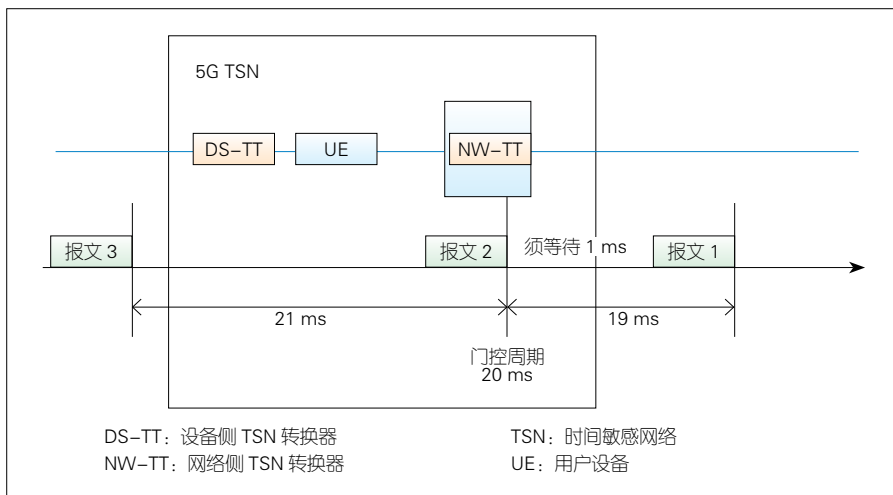 5G TSN
DS–TT
UE
NW–TT
报文 3
报文 2
须等待 1 ms
报文 1
21 ms
19 ms
门控周期
20 ms
DS–TT：设备侧 TSN 转换器
TSN：时间敏感网络
NW–TT：网络侧 TSN 转换器
UE：用户设备